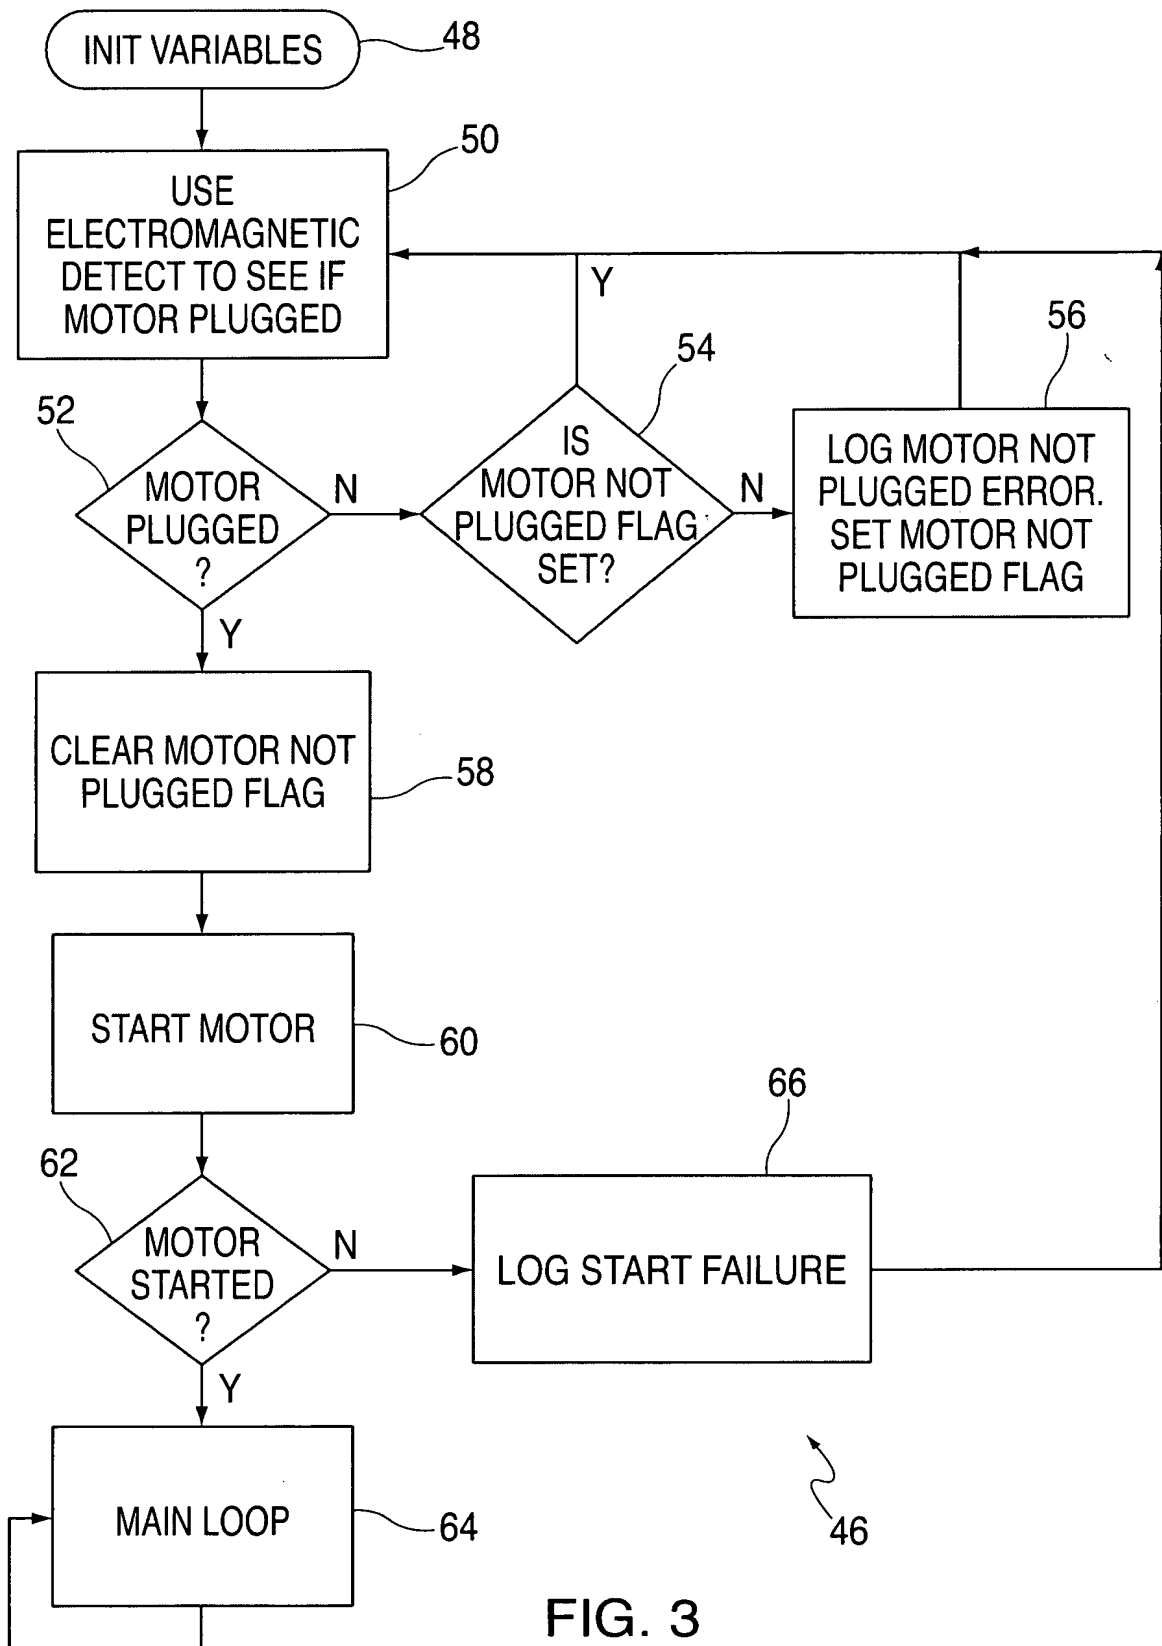 INIT VARIABLES
48
50
USE
ELECTROMAGNETIC
DETECT TO SEE IF
MOTOR PLUGGED
Y
56
54
52
MOTOR
PLUGGED
?
N
IS
MOTOR NOT
PLUGGED FLAG
SET?
N
LOG MOTOR NOT
PLUGGED ERROR.
SET MOTOR NOT
PLUGGED FLAG
Y
CLEAR MOTOR NOT
PLUGGED FLAG
58
START MOTOR
60
66
62
MOTOR
STARTED
?
N
LOG START FAILURE
Y
MAIN LOOP
64
46
FIG. 3